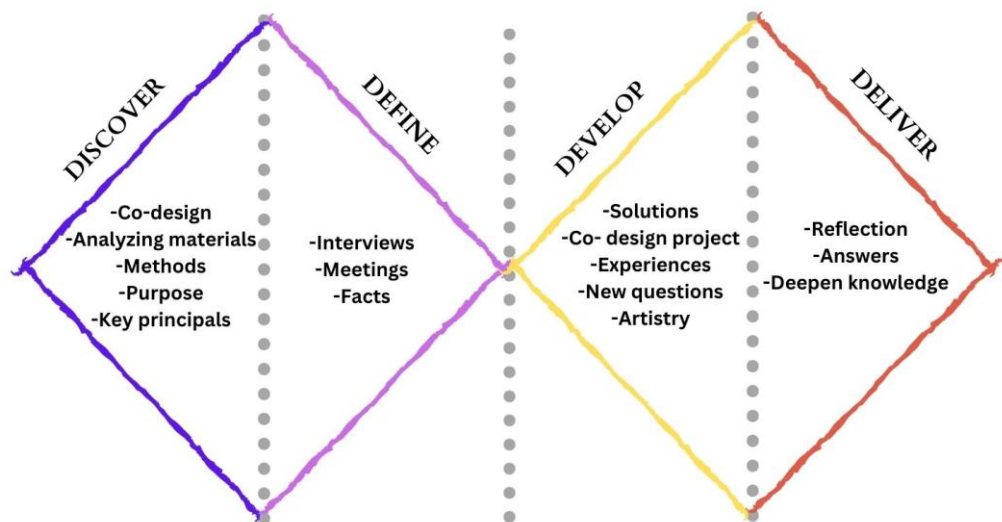 DISCOVER
-Co-design
-Analyzing materials
-Methods
-Purpose
-Key principals
DEFINE
-Interviews
-Meetings
-Facts
DEVELOP
-Solutions
-Co- design project
-Experiences
-New questions
-Artistry
DELIVER
-Reflection
-Answers
-Deepen knowledge